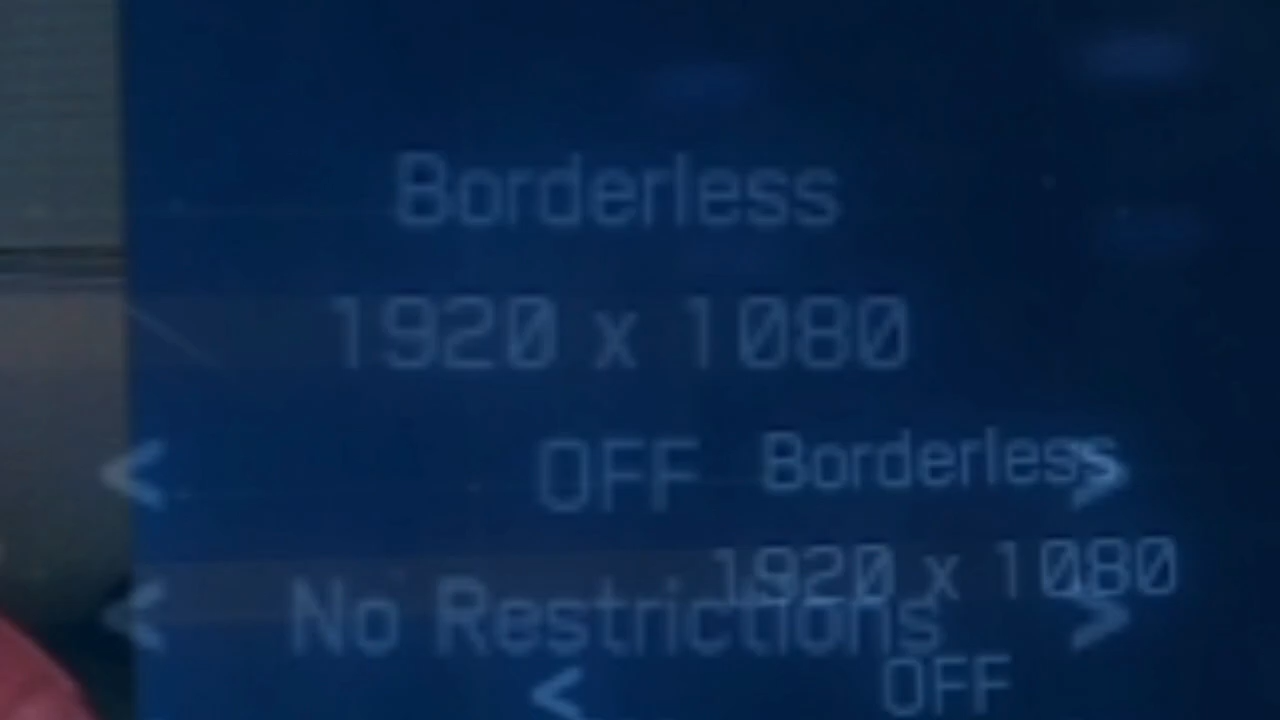 Borderless
1920 x 1080
< OFF >
Borderless
1920 x 1080
< No Restrictions >
< OFF